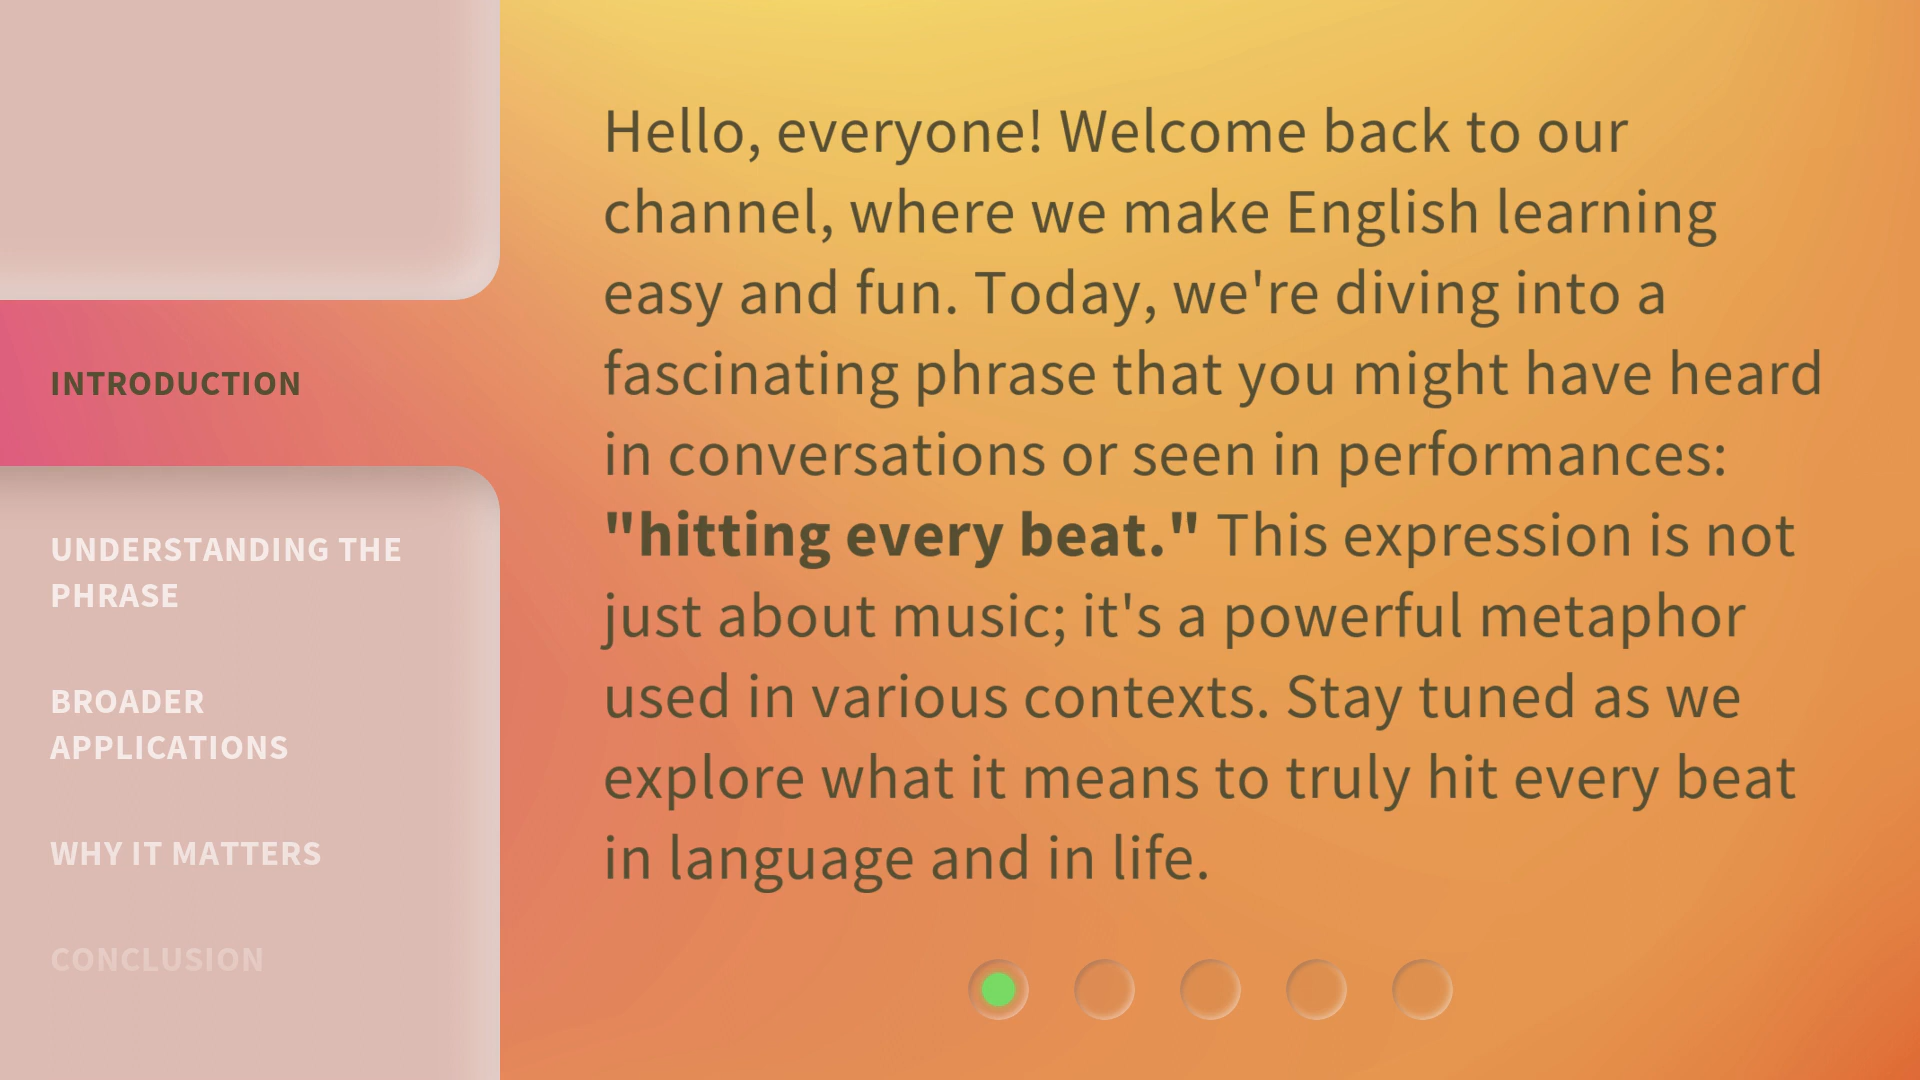 INTRODUCTION
UNDERSTANDING THE
PHRASE
BROADER
APPLICATIONS
WHY IT MATTERS
CONCLUSION
Hello, everyone! Welcome back to our
channel, where we make English learning
easy and fun. Today, we're diving into a
fascinating phrase that you might have heard
in conversations or seen in performances:
"hitting every beat." This expression is not
just about music; it's a powerful metaphor
used in various contexts. Stay tuned as we
explore what it means to truly hit every beat
in language and in life.